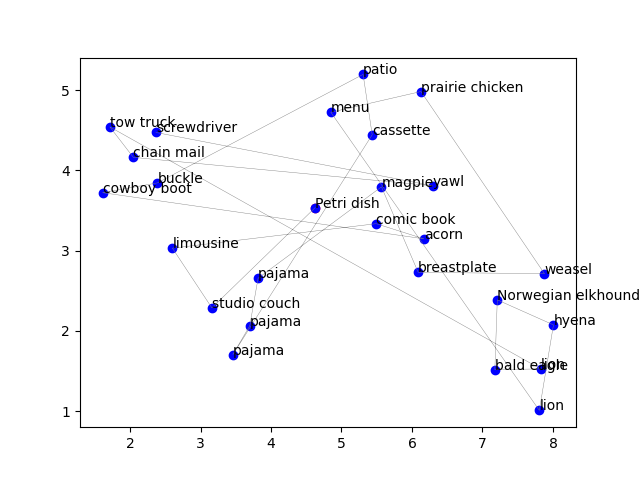 patio
prairie chicken
menu
tow truck
screwdriver
cassette
chain mail
buckle
magpie
yawl
cowboy boot
Petri dish
comic book
acorn
limousine
breastplate
weasel
pajama
studio couch
Norwegian elkhound
pajama
hyena
pajama
bald eagle
lion
lion
5
4
3
2
1
2 3 4 5 6 7 8